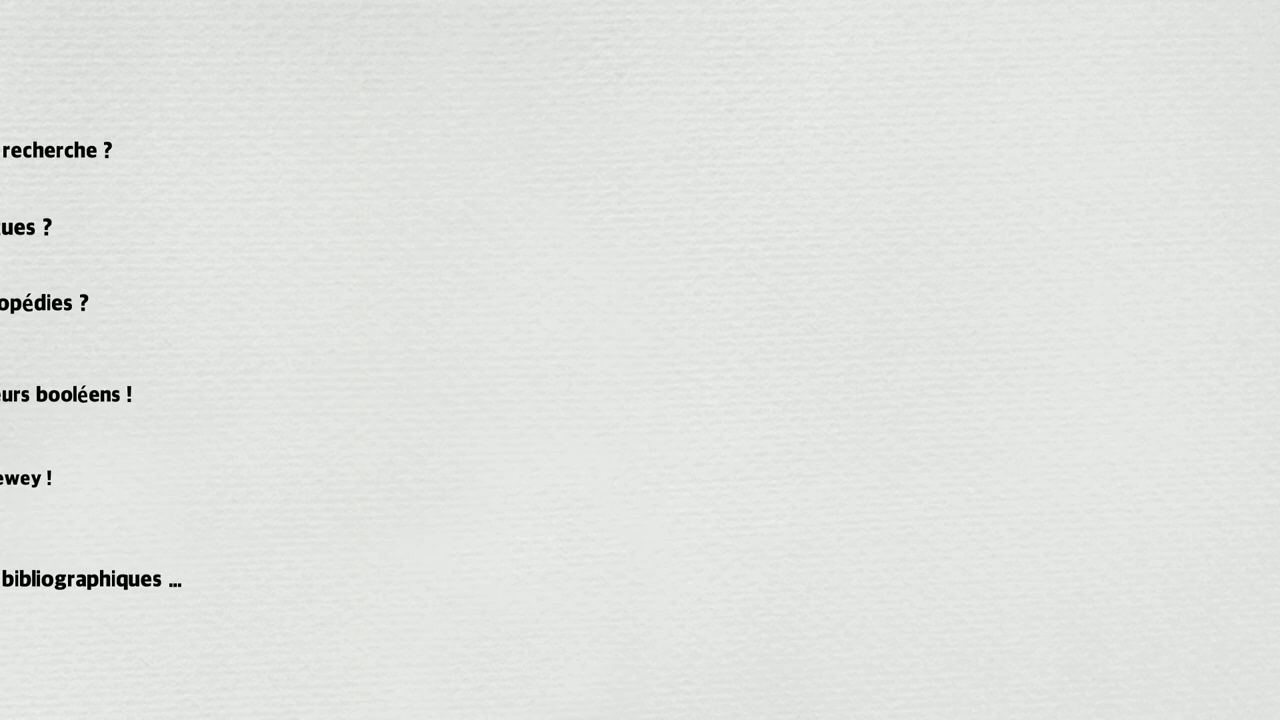 recherche ?
ues ?
opédies ?
urs booléens !
ewey !
bibliographiques ...